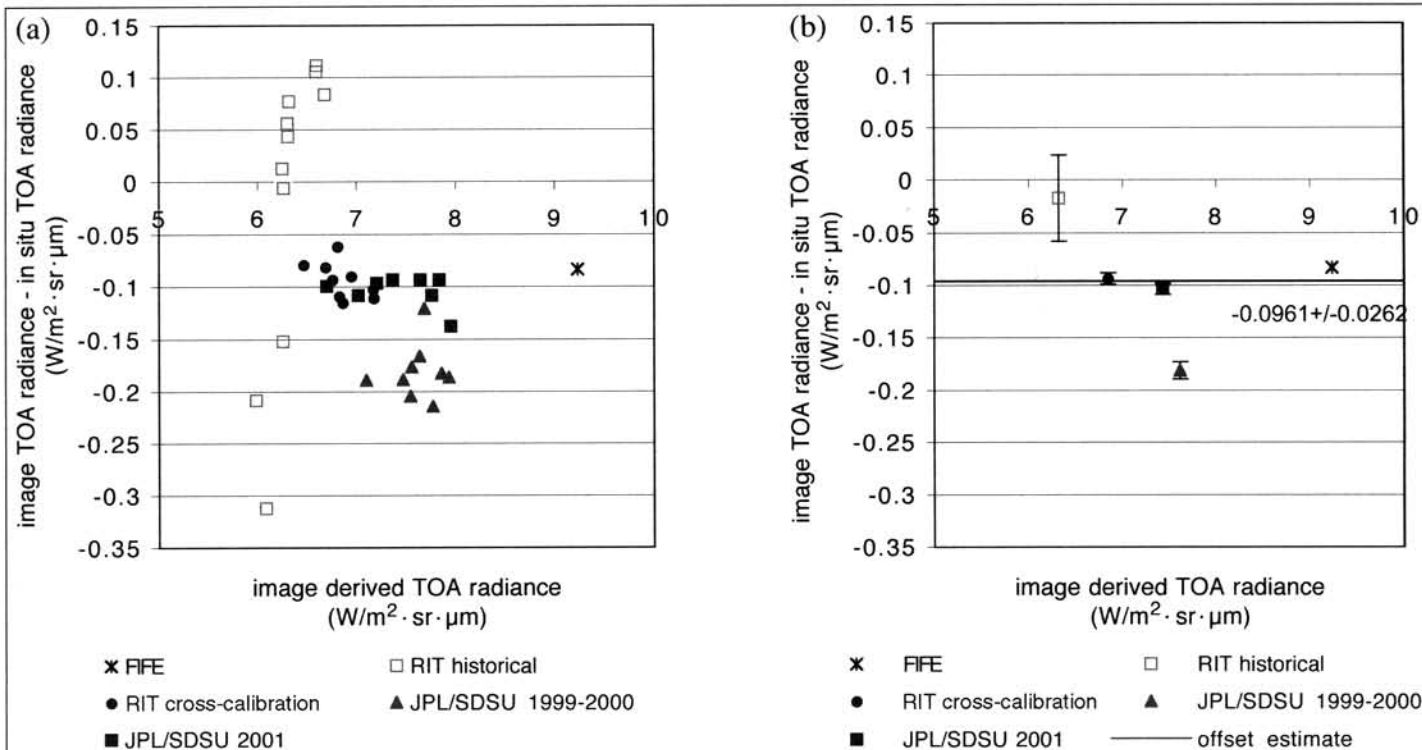 (a)
0.15
0.1
0.05
0
-0.05
-0.1
-0.15
-0.2
-0.25
-0.3
-0.35
5
6
7
8
9
10
image TOA radiance - in situ TOA radiance
(W/m²·sr·µm)
image derived TOA radiance
(W/m²·sr·µm)
FIFE
RIT historical
RIT cross-calibration
JPL/SDSU 1999-2000
JPL/SDSU 2001
(b)
0.15
0.1
0.05
0
-0.05
-0.1
-0.15
-0.2
-0.25
-0.3
-0.35
5
6
7
8
9
10
-0.0961+/-0.0262
image TOA radiance - in situ TOA radiance
(W/m²·sr·µm)
image derived TOA radiance
(W/m²·sr·µm)
FIFE
RIT historical
RIT cross-calibration
JPL/SDSU 1999-2000
JPL/SDSU 2001
offset estimate